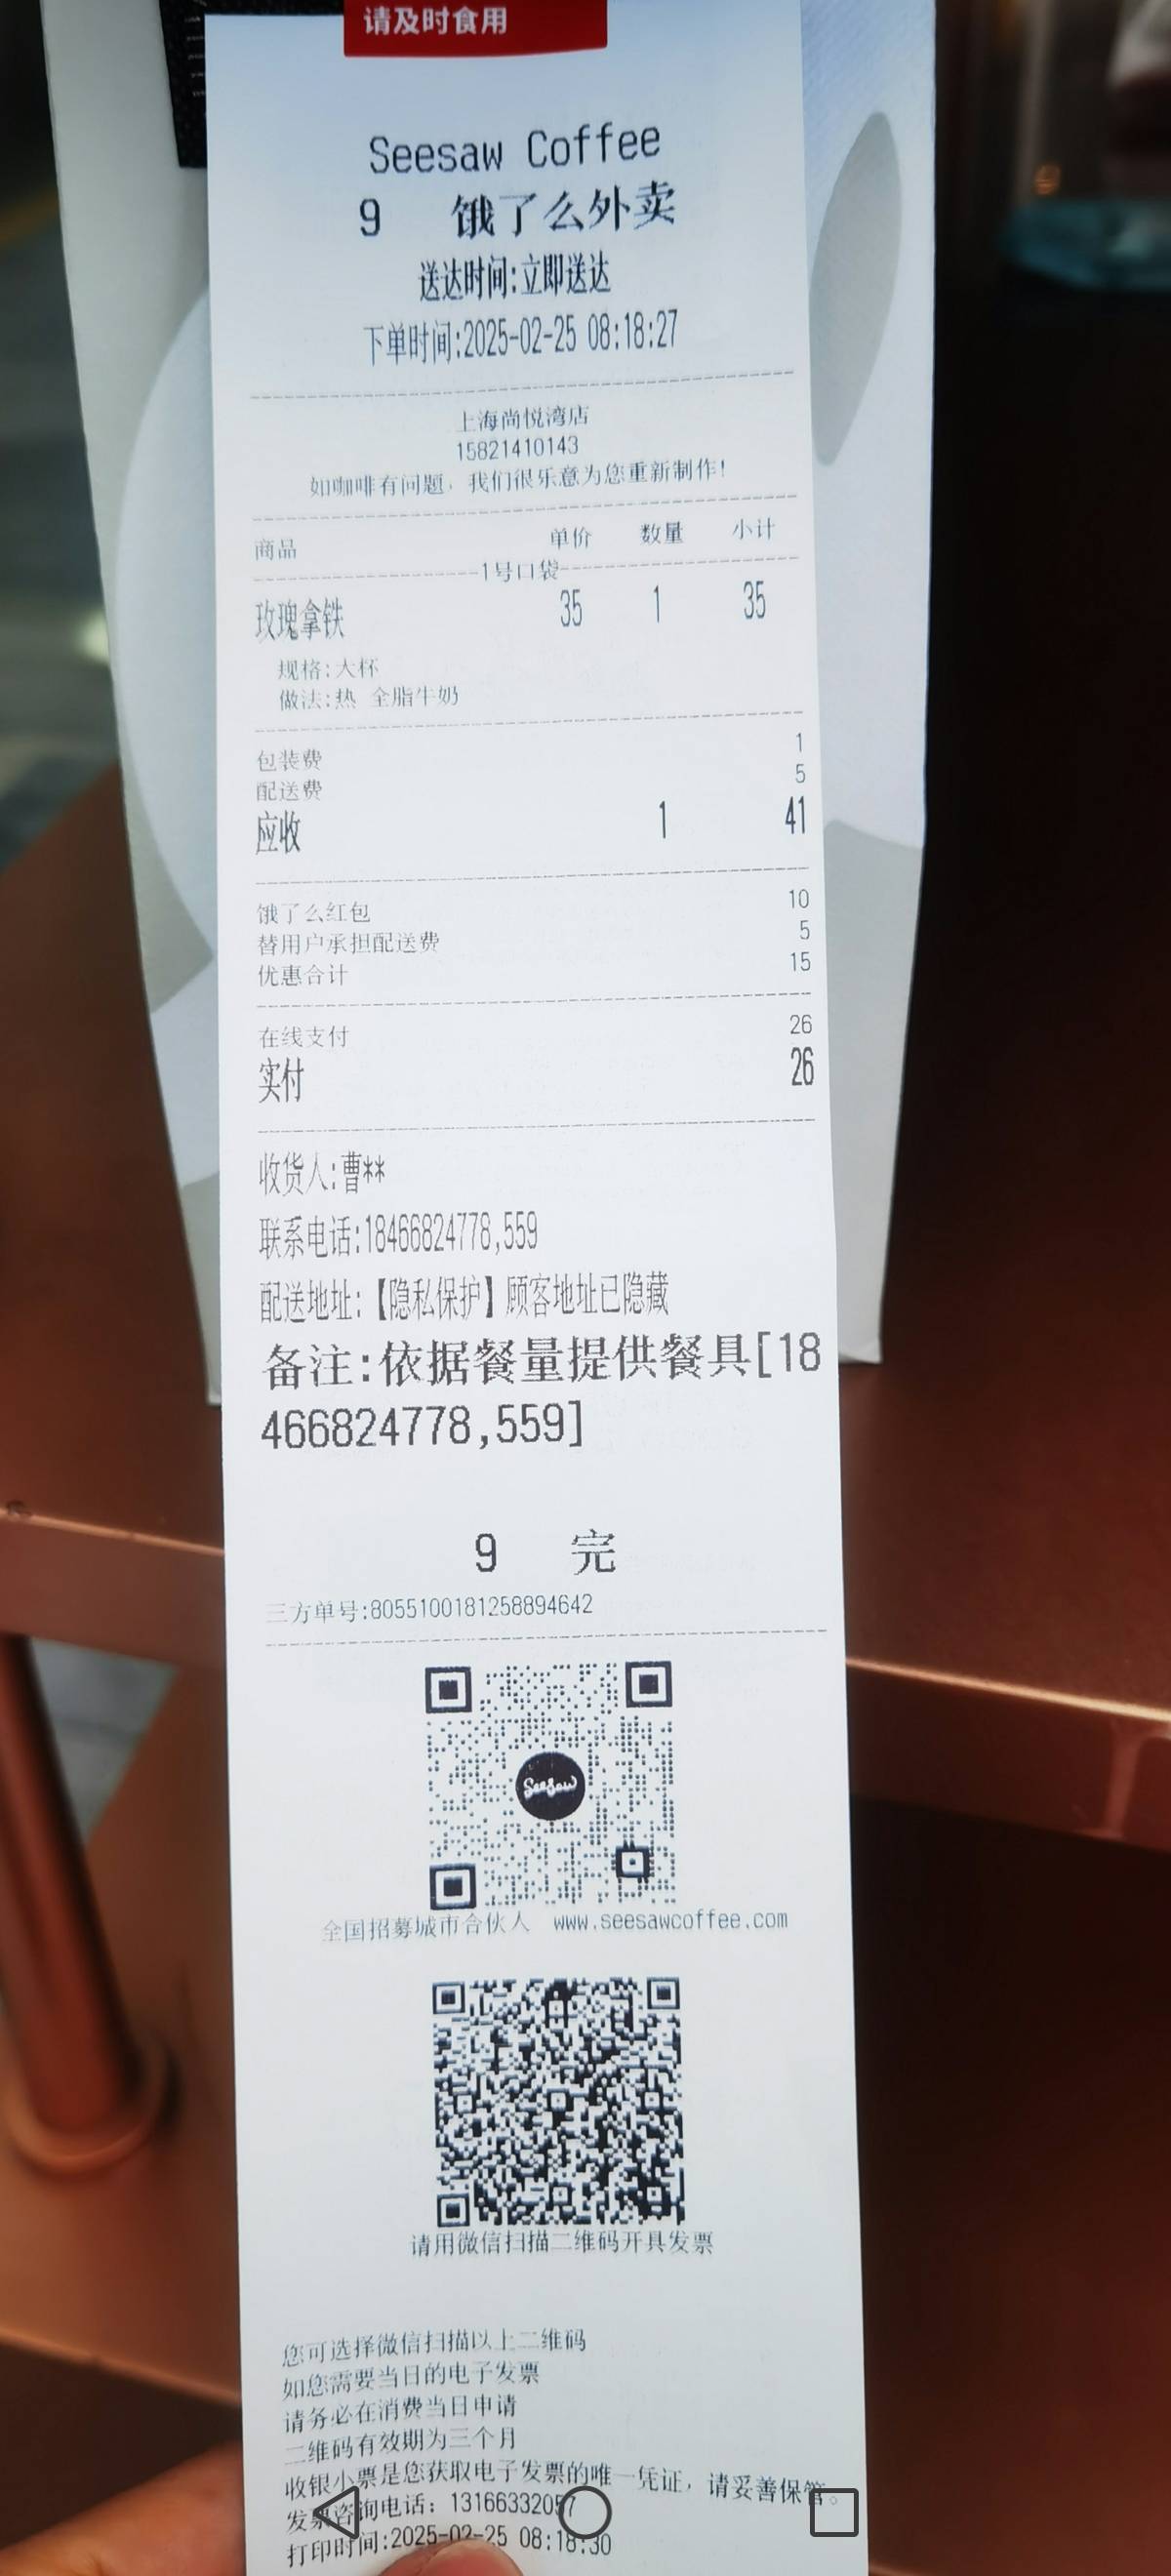 请及时食用
Seesaw Coffee
9 饿了么外卖
送达时间:立即送达
下单时间:2025-02-25 08:18:27
上海尚悦湾店
15821410143
如咖啡有问题，我们很乐意为您重新制作!
商品 单价 数量 小计
1号口袋
玫瑰拿铁 35 1 35
规格:大杯
做法:热 全脂牛奶
包装费 1
配送费 5
应收 1 41
饿了么红包 10
替用户承担配送费 5
优惠合计 15
在线支付 26
实付 26
收货人:曹**
联系电话:18466824778,559
配送地址:【隐私保护】顾客地址已隐藏
备注:依据餐量提供餐具[18
466824778,559]
9 完
三方单号:8055100181258894642
Seesaw
全国招募城市合伙人 www.seesawcoffee.com
请用微信扫描二维码开具发票
您可选择微信扫描以上二维码
如您需要当日的电子发票
请务必在消费当日申请
二维码有效期为三个月
收银小票是您获取电子发票的唯一凭证，请妥善保管。
发票咨询电话: 13166332057
打印时间:2025-02-25 08:18:30